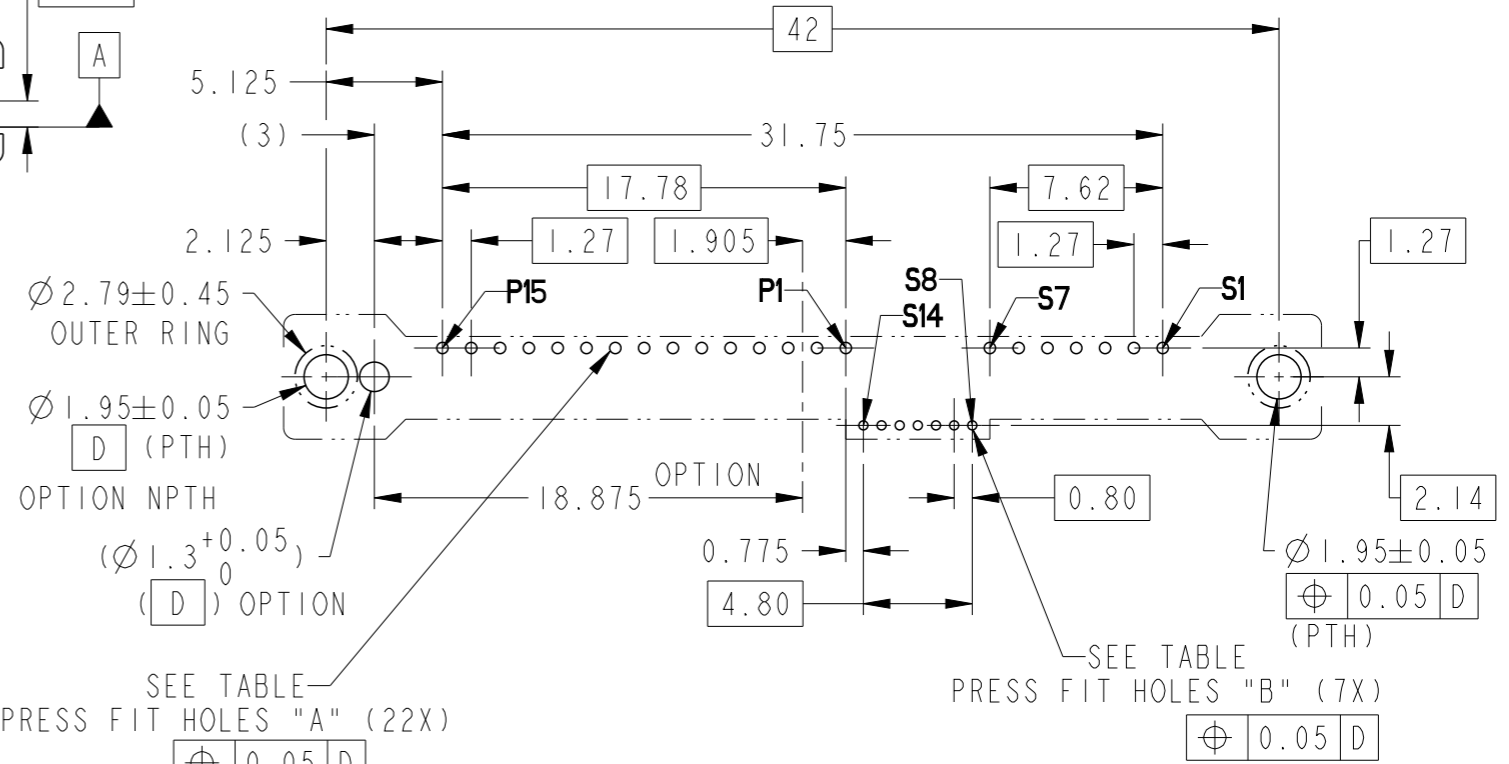 42
A
5.125
(3)
31.75
17.78
7.62
2.125
1.27
1.905
1.27
1.27
Ø2.79±0.45
OUTER RING
P15
P1
S8
S14
S7
S1
Ø1.95±0.05
D (PTH)
OPTION NPTH
OPTION
18.875
0.80
2.14
(Ø1.3 +0.05 0)
(D) OPTION
0.775
4.80
Ø1.95±0.05
⌖ 0.05 D
(PTH)
SEE TABLE
PRESS FIT HOLES "A" (22X)
⌖ 0.05 D
SEE TABLE
PRESS FIT HOLES "B" (7X)
⌖ 0.05 D